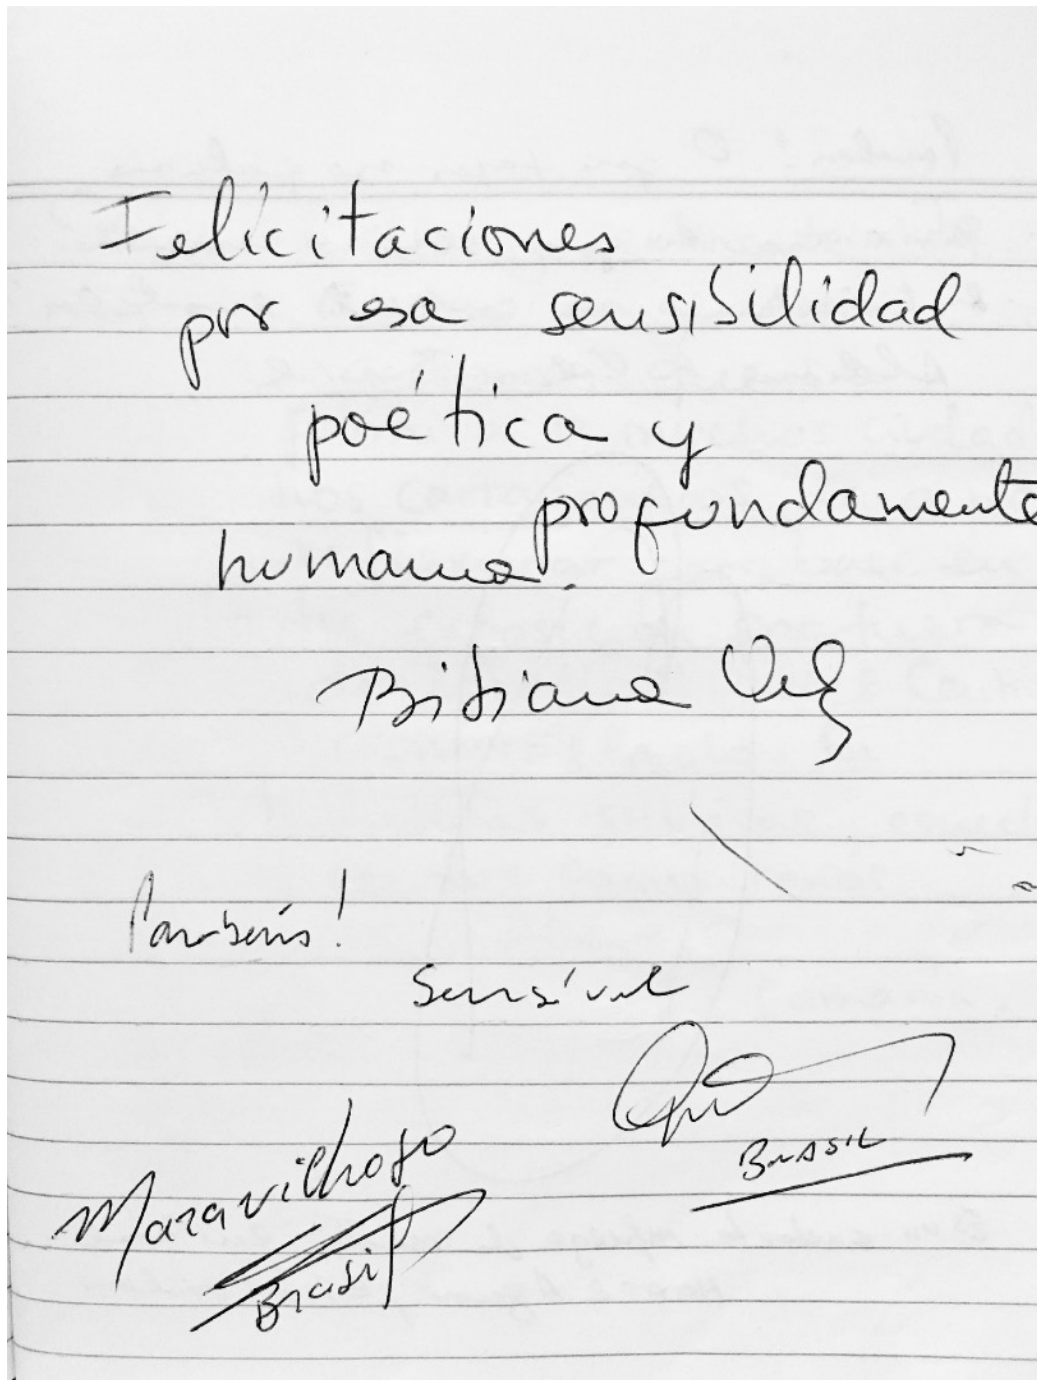 Felicitaciones
por esa sensibilidad
poética y
profundamente
humana.
Bibiana
Parabéns!
Sensível
Brasil
Maravilhoso
Brasil